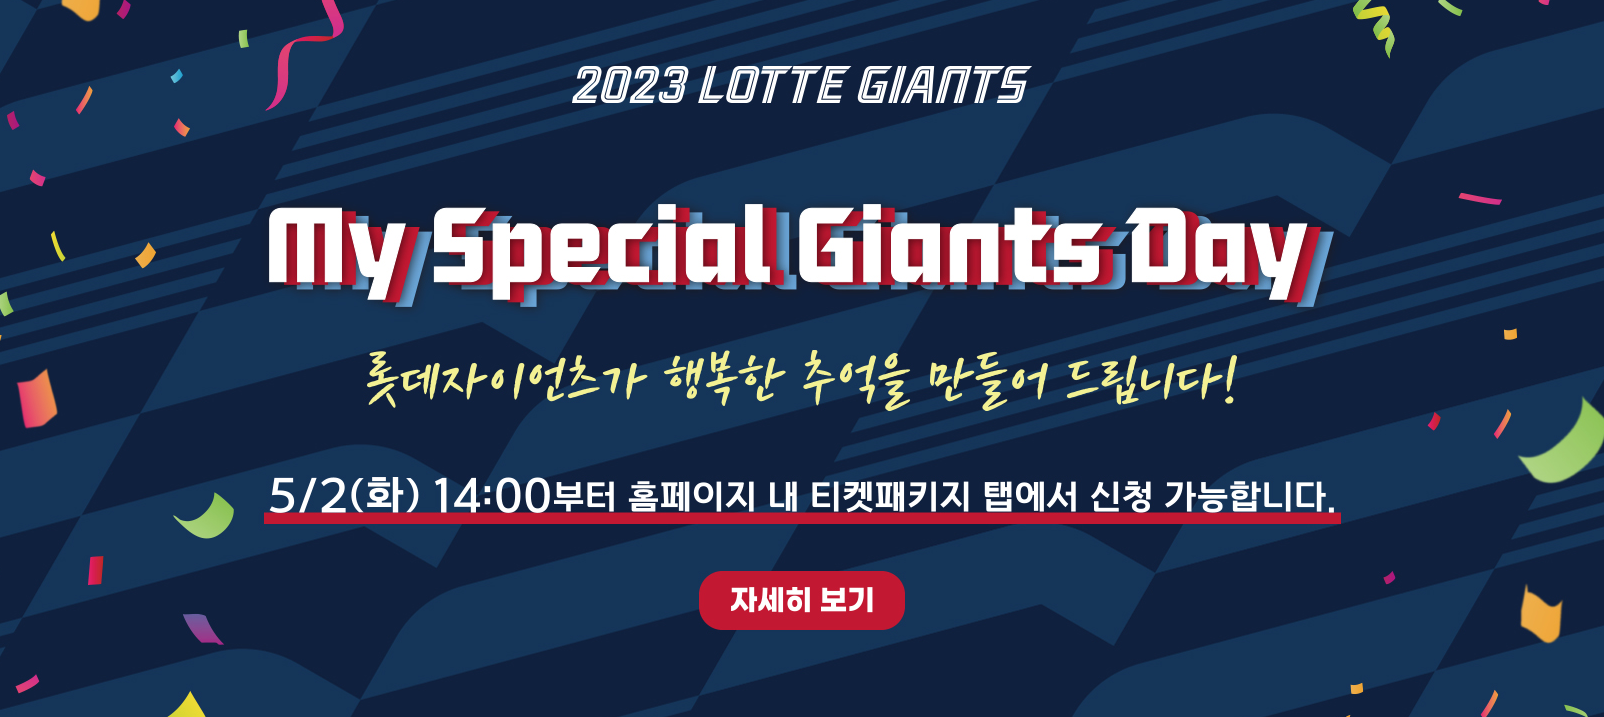 2023 LOTTE GIANTS
My Special Giants Day
롯데자이언츠가 행복한 추억을 만들어 드립니다!
5/2(화) 14:00부터 홈페이지 내 티켓패키지 탭에서 신청 가능합니다.
자세히 보기